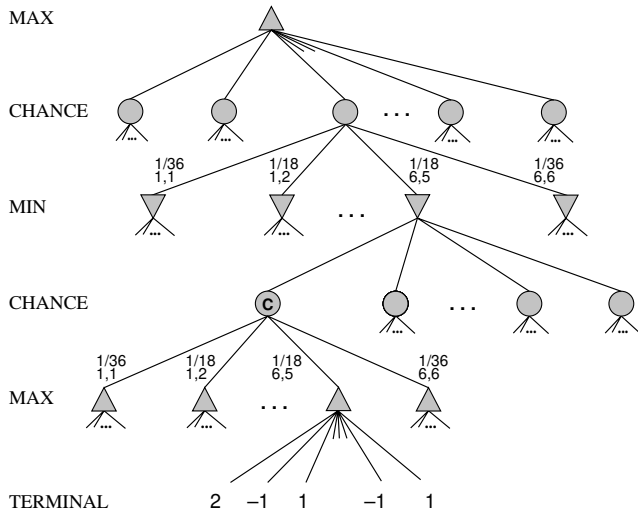 MAX
CHANCE
. . .
... ... ... ... ...
1/36 1/18 1/18 1/36
1,1 1,2 6,5 6,6
MIN
. . .
... ... ...
CHANCE
C
. . .
... ... ...
1/36 1/18 1/18 1/36
1,1 1,2 6,5 6,6
MAX
. . .
... ... ...
TERMINAL 2 –1 1 –1 1